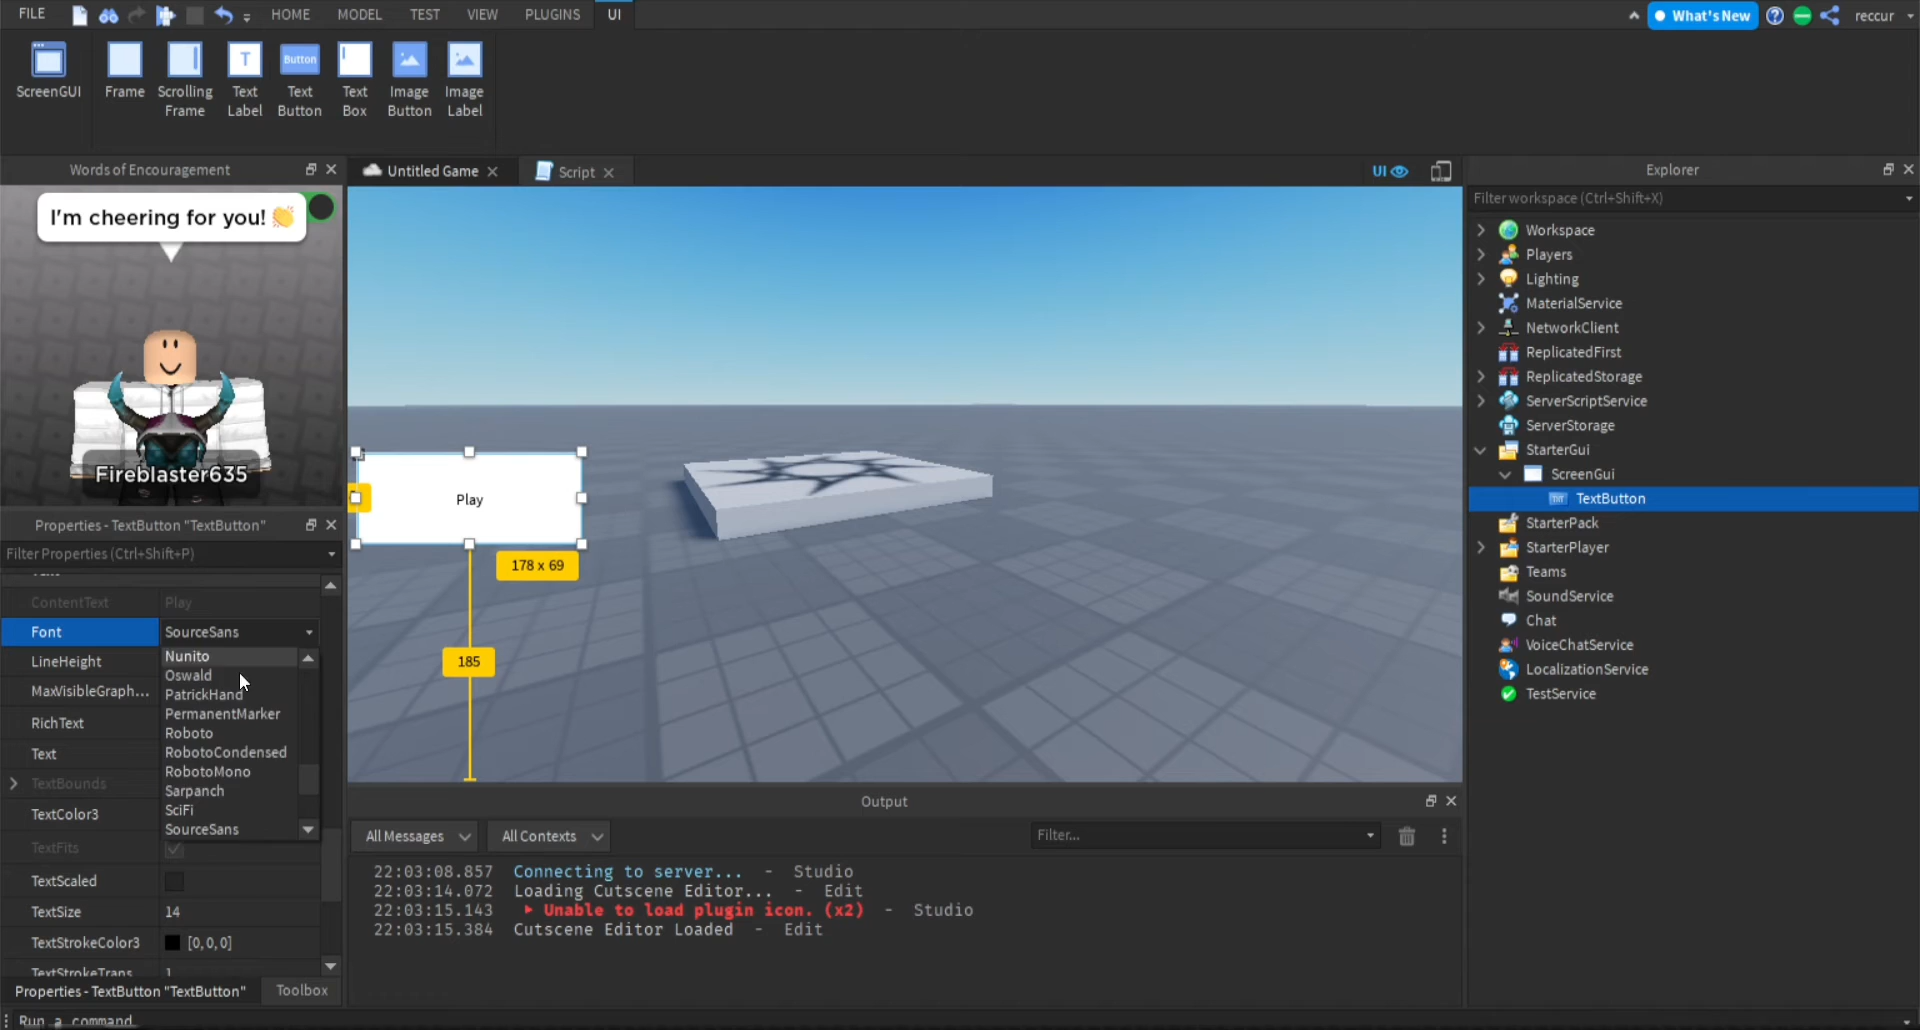 FILE HOME MODEL TEST VIEW PLUGINS UI What's New reccur
ScreenGUI Frame Scrolling Frame Text Label Button Text Button Text Box Image Button Image Label
Words of Encouragement
I'm cheering for you! 👏
Fireblaster635
Properties - TextButton "TextButton"
Filter Properties (Ctrl+Shift+P)
ContentText Play
Font SourceSans
LineHeight
MaxVisibleGraph...
RichText
Text
TextBounds
TextColor3
TextFits
TextScaled
TextSize 14
TextStrokeColor3 [0,0,0]
TextStrokeTrans 1
Nunito
Oswald
PatrickHand
PermanentMarker
Roboto
RobotoCondensed
RobotoMono
Sarpanch
SciFi
SourceSans
Properties - TextButton "TextButton" Toolbox
Run a command
Untitled Game Script UI
Play
178 x 69
185
Output
All Messages All Contexts Filter...
22:03:08.857 Connecting to server... - Studio
22:03:14.072 Loading Cutscene Editor... - Edit
22:03:15.143 Unable to load plugin icon. (x2) - Studio
22:03:15.384 Cutscene Editor Loaded - Edit
Explorer
Filter workspace (Ctrl+Shift+X)
Workspace
Players
Lighting
MaterialService
NetworkClient
ReplicatedFirst
ReplicatedStorage
ServerScriptService
ServerStorage
StarterGui
ScreenGui
TextButton
StarterPack
StarterPlayer
Teams
SoundService
Chat
VoiceChatService
LocalizationService
TestService